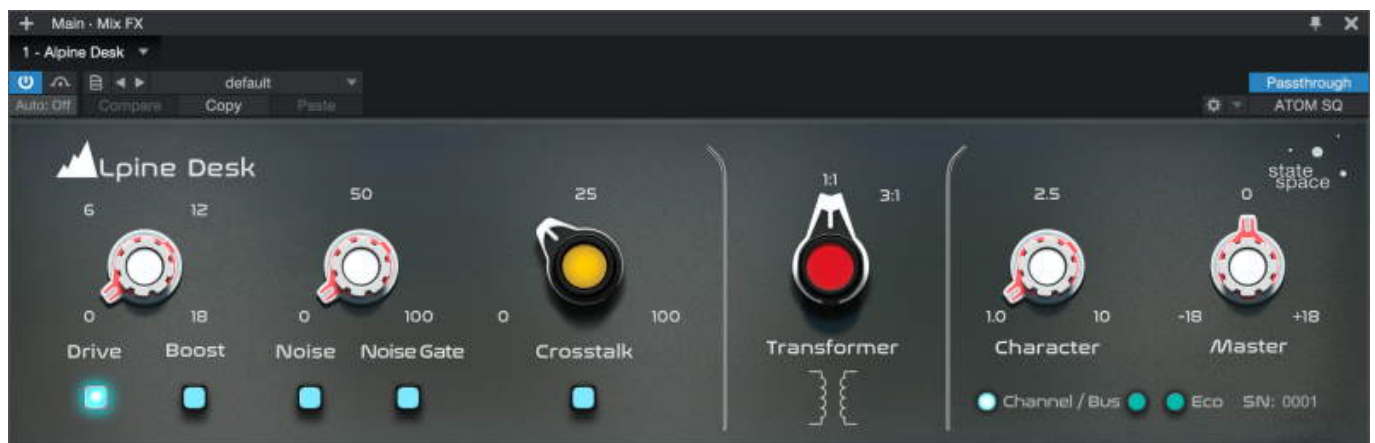 Main - Mix FX
1 - Alpine Desk
default
Passthrough
Auto: Off Compare Copy Paste ATOM SQ
Lpine Desk
state space
6 12 50 25 1:1 3:1 2.5 0
0 18 0 100 0 100 1.0 10 -18 +18
Drive Boost Noise Noise Gate Crosstalk Transformer Character Master
Channel / Bus Eco SN: 0001